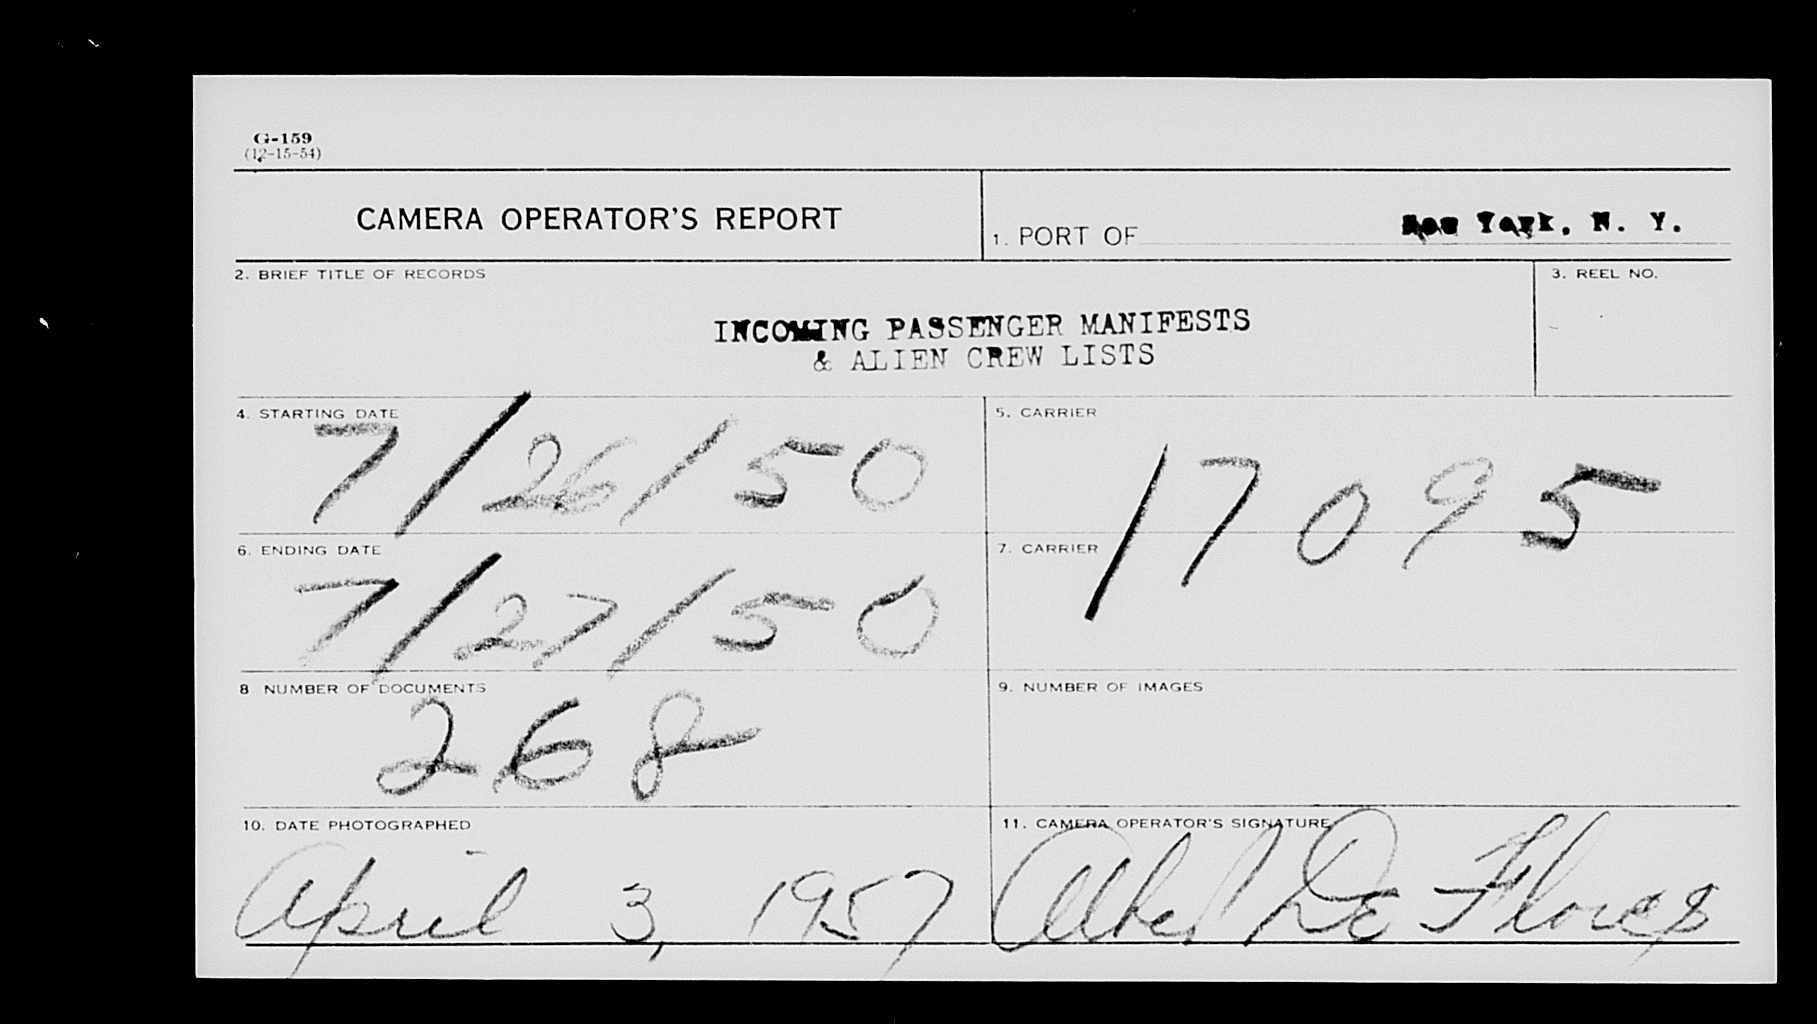 G-159
(12-15-54)
CAMERA OPERATOR'S REPORT
1. PORT OF New York, N. Y.
2. BRIEF TITLE OF RECORDS
3. REEL NO.
INCOMING PASSENGER MANIFESTS
& ALIEN CREW LISTS
4. STARTING DATE
7/26/50
5. CARRIER
17095
6. ENDING DATE
7/27/50
7. CARRIER
8 NUMBER OF DOCUMENTS
268
9. NUMBER OF IMAGES
10. DATE PHOTOGRAPHED
April 3, 1957
11. CAMERA OPERATOR'S SIGNATURE
Abel De Flores